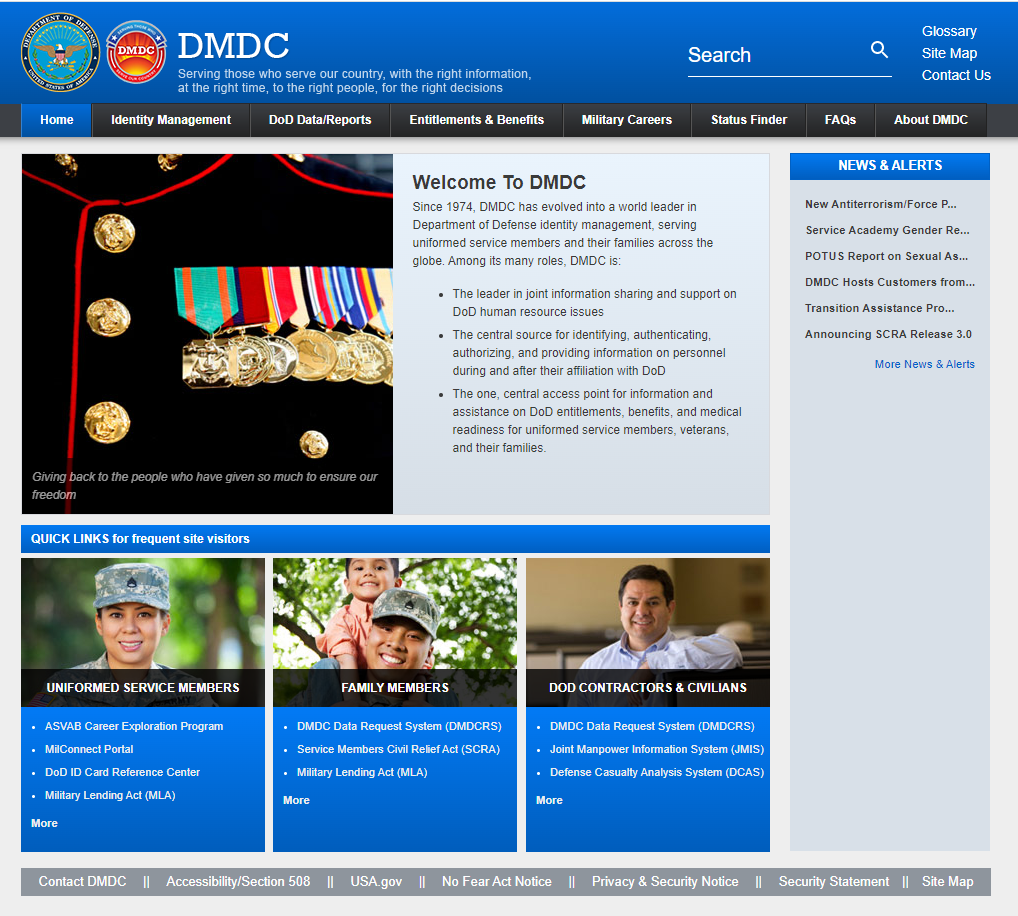 DEPARTMENT OF DEFENSE
UNITED STATES OF AMERICA
DMDC
DMDC
Serving those who serve our country, with the right information,
at the right time, to the right people, for the right decisions
Search
Glossary
Site Map
Contact Us
Home
Identity Management
DoD Data/Reports
Entitlements & Benefits
Military Careers
Status Finder
FAQs
About DMDC
Giving back to the people who have given so much to ensure our
freedom
Welcome To DMDC
Since 1974, DMDC has evolved into a world leader in
Department of Defense identity management, serving
uniformed service members and their families across the
globe. Among its many roles, DMDC is:
• The leader in joint information sharing and support on
DoD human resource issues
• The central source for identifying, authenticating,
authorizing, and providing information on personnel
during and after their affiliation with DoD
• The one, central access point for information and
assistance on DoD entitlements, benefits, and medical
readiness for uniformed service members, veterans,
and their families.
NEWS & ALERTS
New Antiterrorism/Force P...
Service Academy Gender Re...
POTUS Report on Sexual As...
DMDC Hosts Customers from...
Transition Assistance Pro...
Announcing SCRA Release 3.0
More News & Alerts
QUICK LINKS for frequent site visitors
UNIFORMED SERVICE MEMBERS
• ASVAB Career Exploration Program
• MilConnect Portal
• DoD ID Card Reference Center
• Military Lending Act (MLA)
More
FAMILY MEMBERS
• DMDC Data Request System (DMDCRS)
• Service Members Civil Relief Act (SCRA)
• Military Lending Act (MLA)
More
DOD CONTRACTORS & CIVILIANS
• DMDC Data Request System (DMDCRS)
• Joint Manpower Information System (JMIS)
• Defense Casualty Analysis System (DCAS)
More
Contact DMDC || Accessibility/Section 508 || USA.gov || No Fear Act Notice || Privacy & Security Notice || Security Statement || Site Map